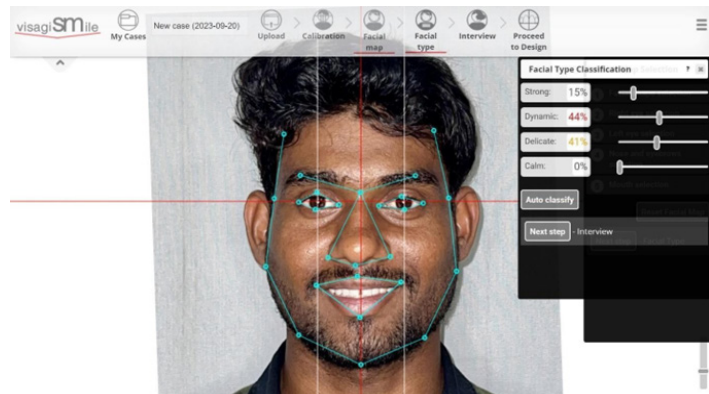 visagiSMile
My Cases
New case (2023-09-20)
Upload
Calibration
Facial
map
Facial
type
Interview
Proceed
to Design
Facial Type Classification ? ×
Strong: 15%
Dynamic: 44%
Delicate: 41%
Calm: 0%
Auto classify
Next step - Interview